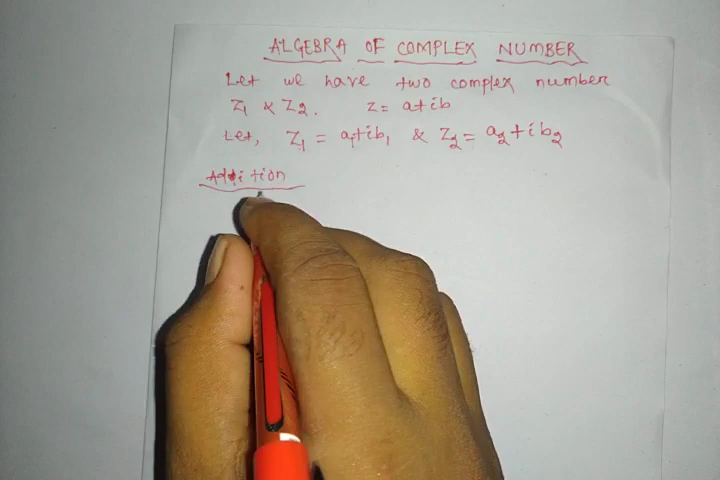 ALGEBRA OF COMPLEX NUMBER
Let we have two complex number
Z1 & Z2. Z = a+ib
Let, Z1 = a1+ib1 & Z2 = a2+ib2
Addition